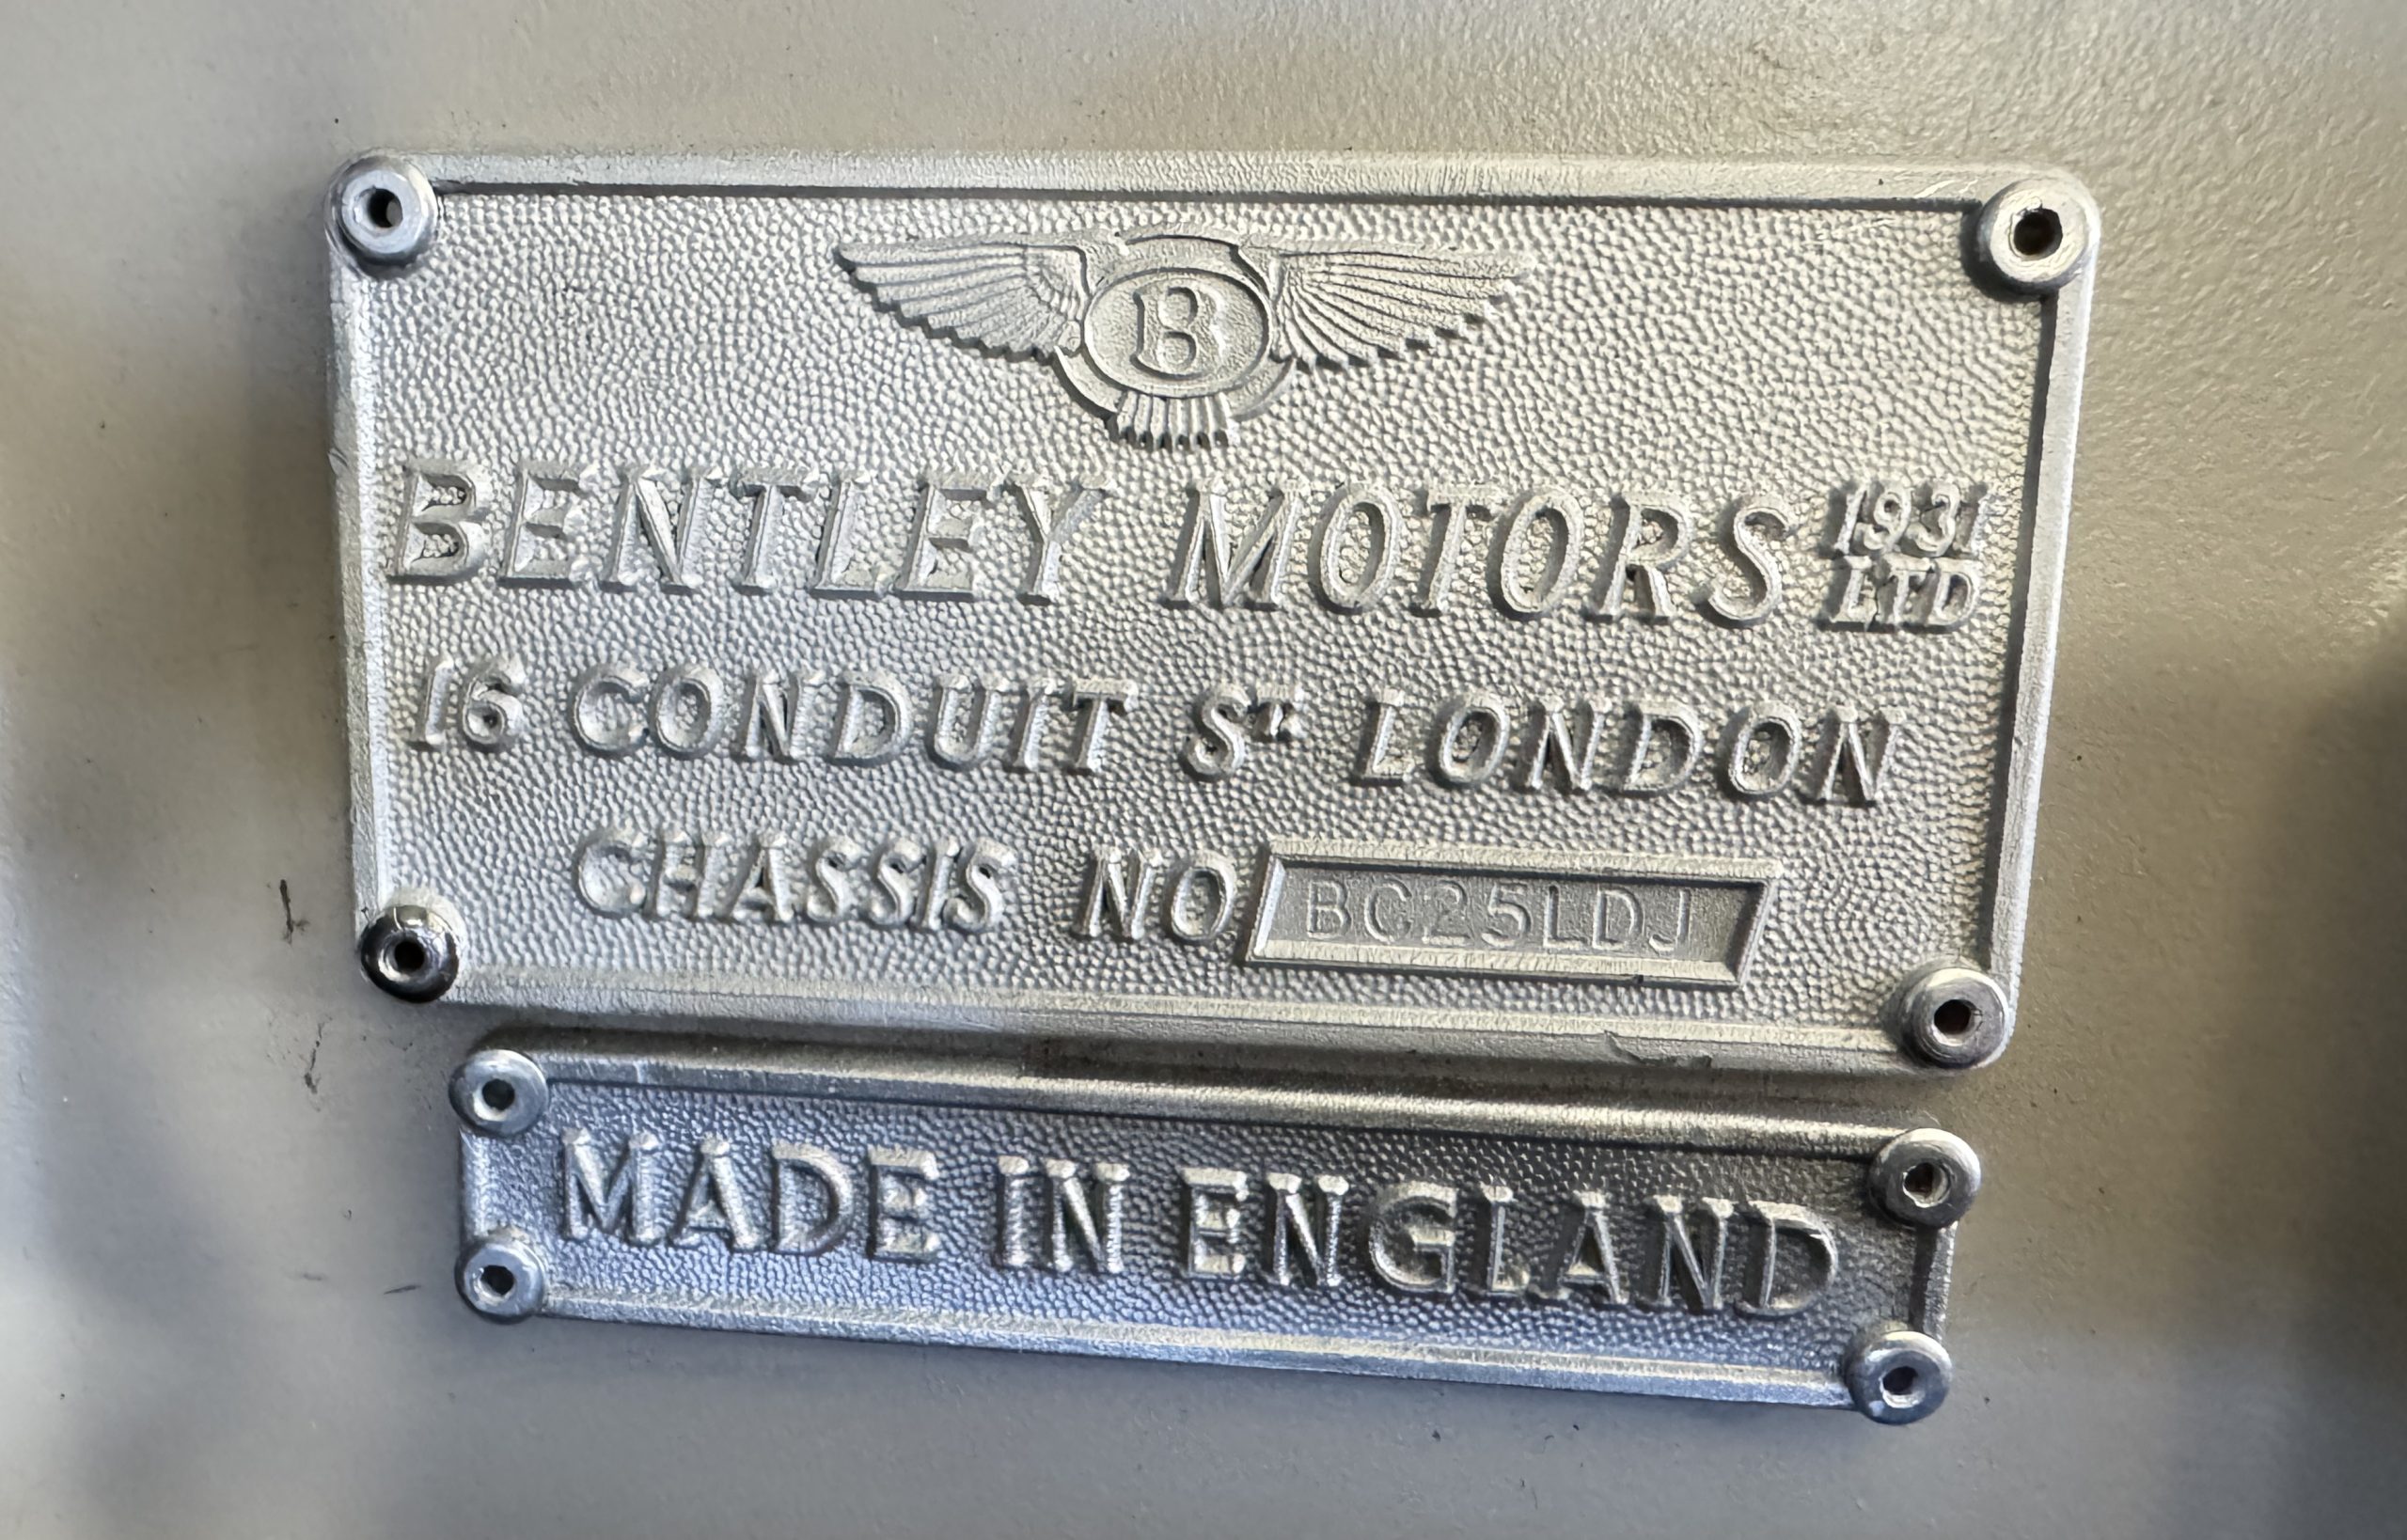 B
BENTLEY MOTORS 1931 LTD
16 CONDUIT ST LONDON
CHASSIS NO BC25LDJ
MADE IN ENGLAND